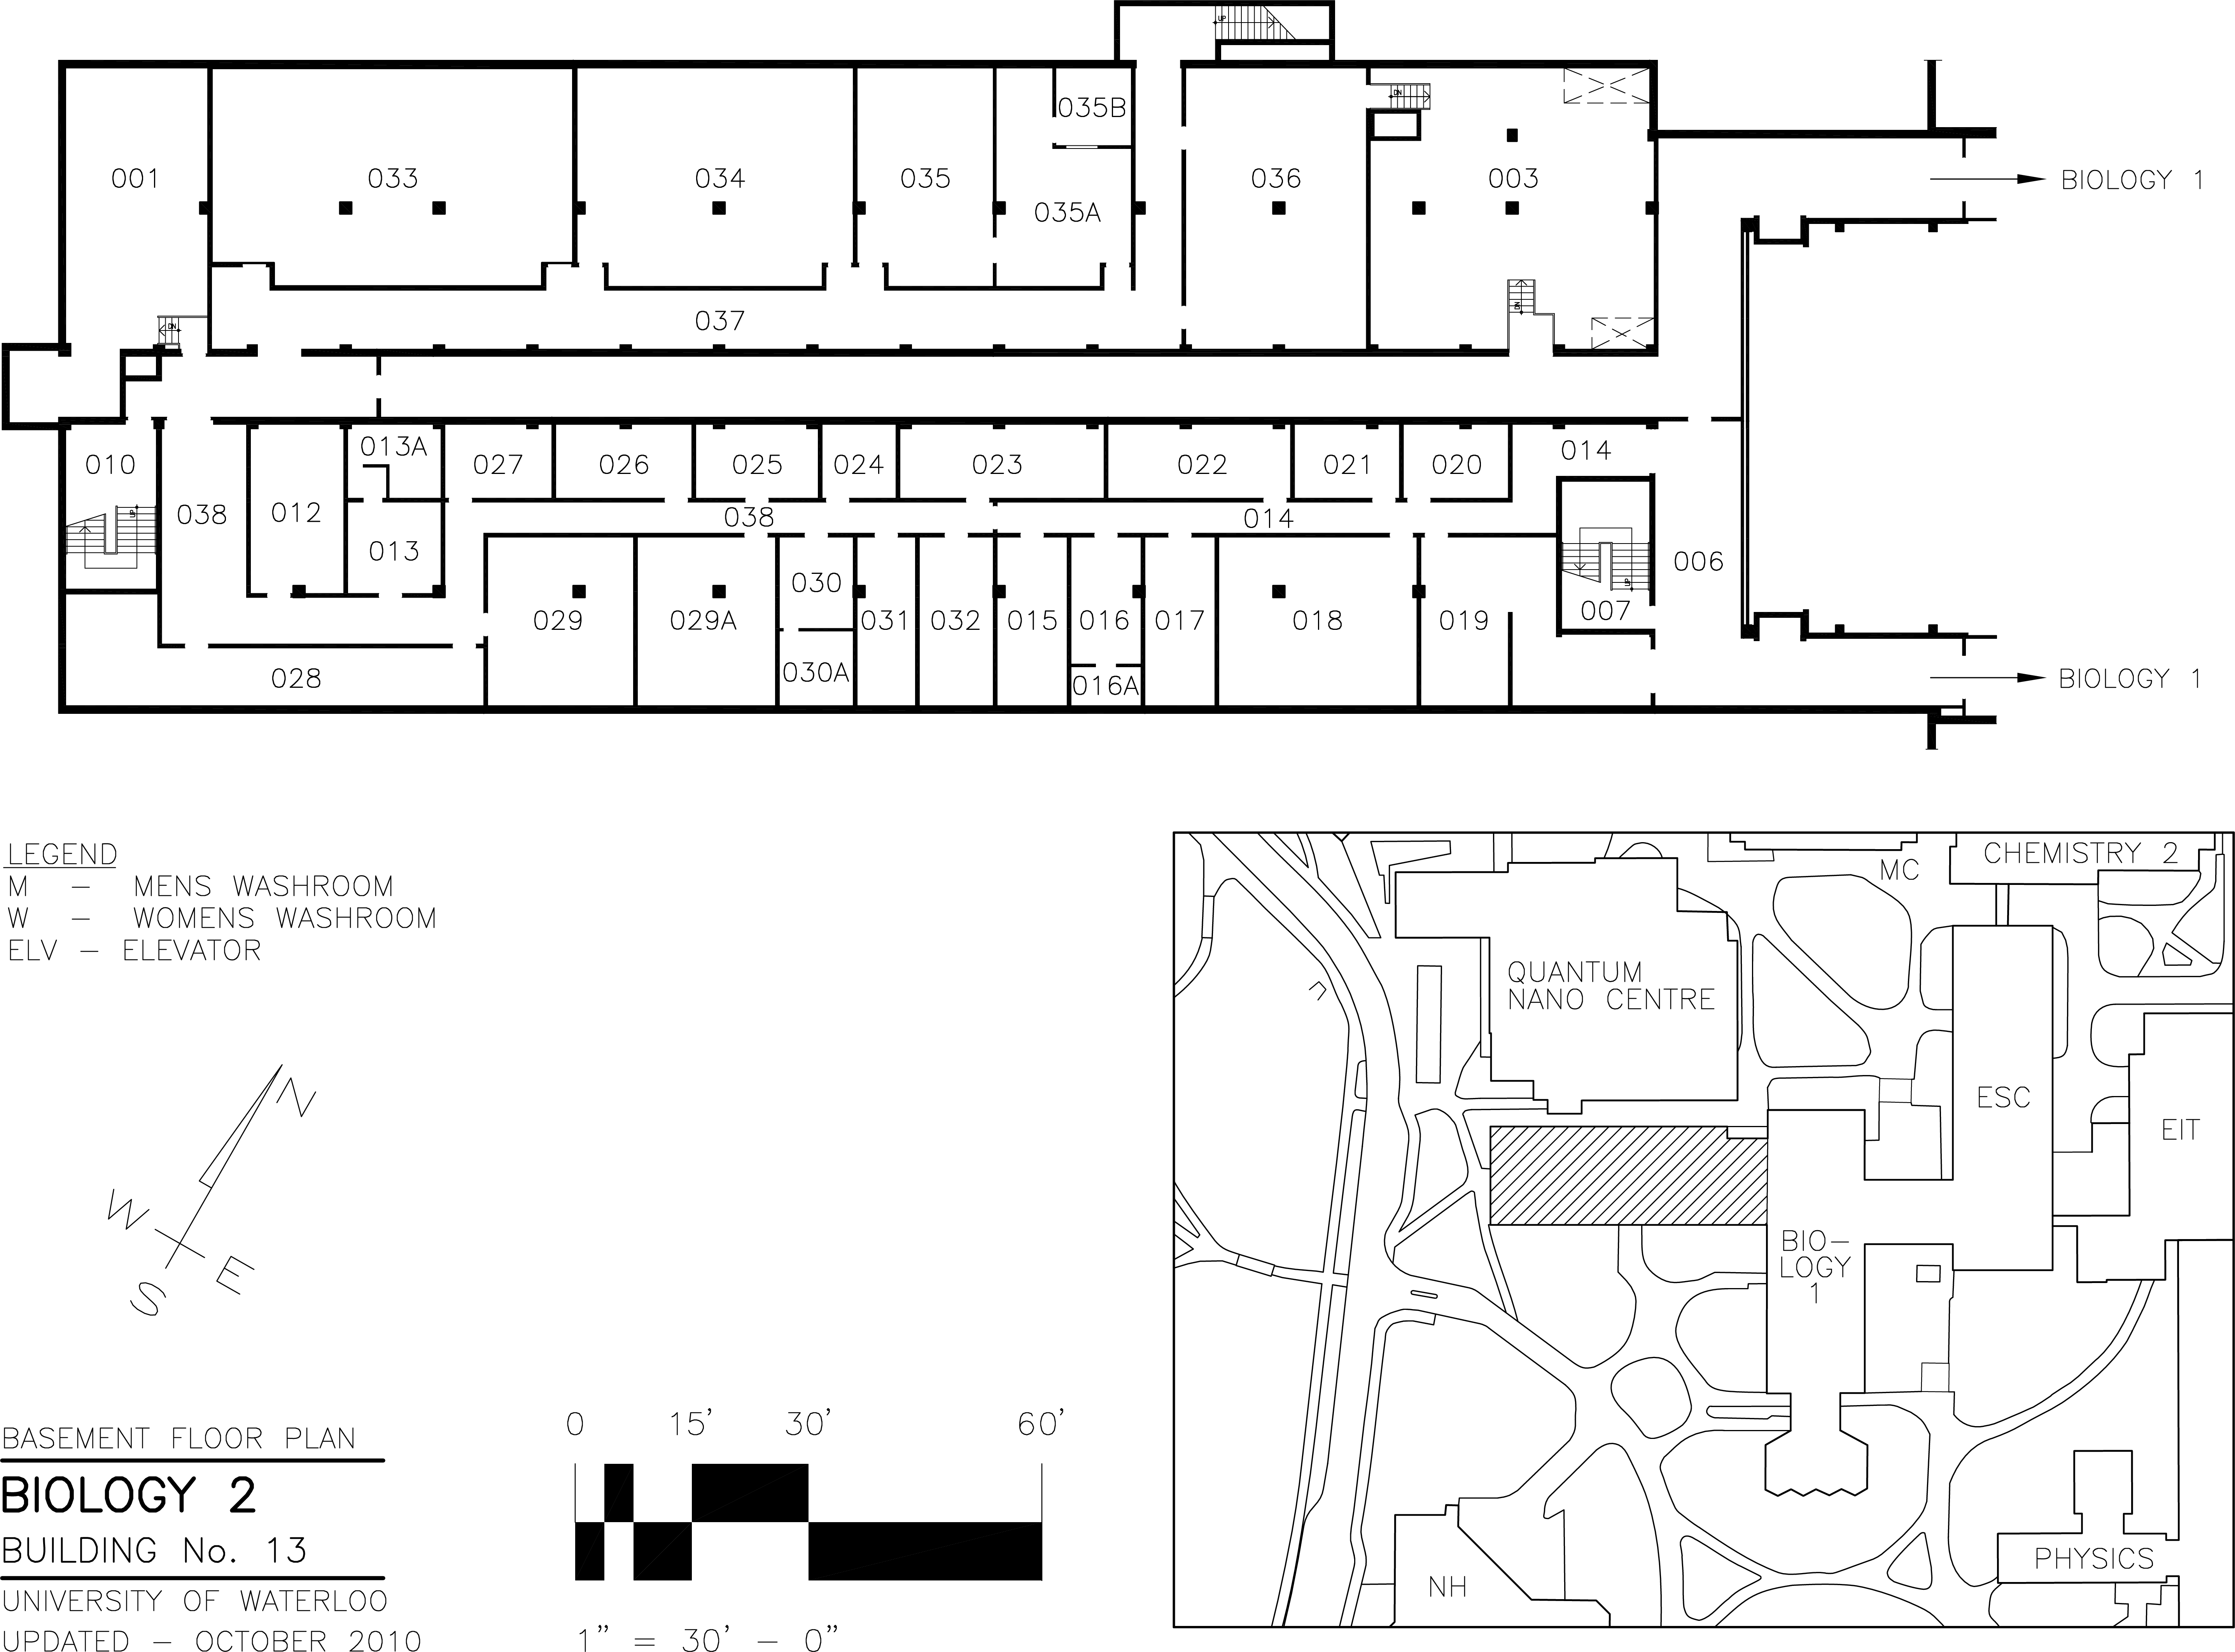 UP
035B
DN
001
033
034
035
036
003
BIOLOGY 1
035A
DN
037
DN
013A
010
027
026
025
024
023
022
021
020
014
038
012
UP
038
014
013
006
030
UP
007
029
029A
031
032
015
016
017
018
019
028
030A
016A
BIOLOGY 1
LEGEND
M – MENS WASHROOM
W – WOMENS WASHROOM
ELV – ELEVATOR
N
W
E
S
BASEMENT FLOOR PLAN
BIOLOGY 2
BUILDING No. 13
UNIVERSITY OF WATERLOO
UPDATED – OCTOBER 2010
0 15' 30' 60'
1" = 30' – 0"
CHEMISTRY 2
MC
QUANTUM
NANO CENTRE
ESC
EIT
BIO–
LOGY
1
PHYSICS
NH